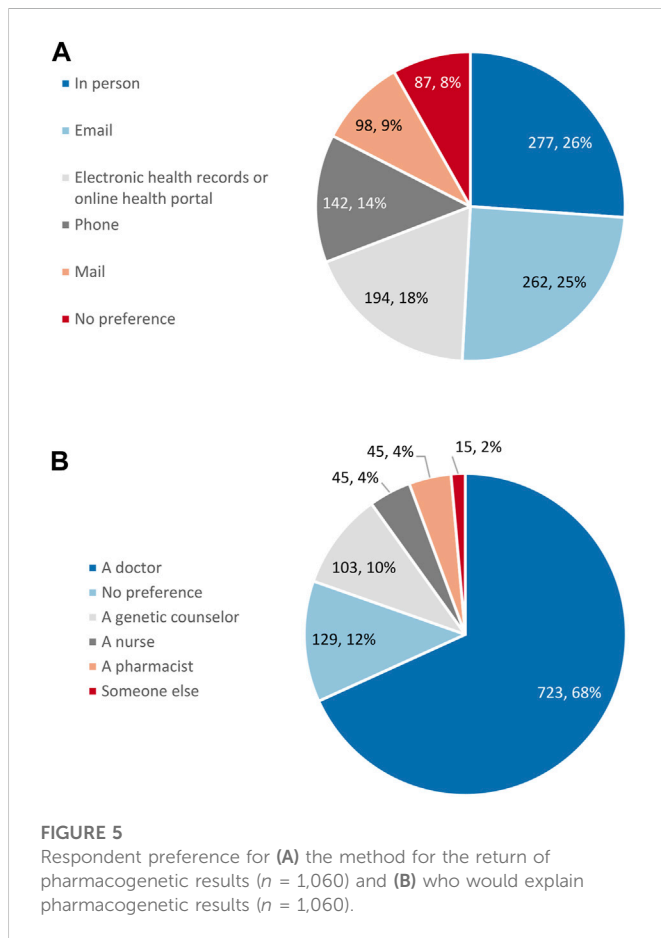 A
In person
Email
Electronic health records or
online health portal
Phone
Mail
No preference
87, 8%
277, 26%
98, 9%
142, 14%
262, 25%
194, 18%
B
A doctor
No preference
A genetic counselor
A nurse
A pharmacist
Someone else
45, 4%
15, 2%
45, 4%
103, 10%
129, 12%
723, 68%
FIGURE 5
Respondent preference for (A) the method for the return of
pharmacogenetic results (n = 1,060) and (B) who would explain
pharmacogenetic results (n = 1,060).